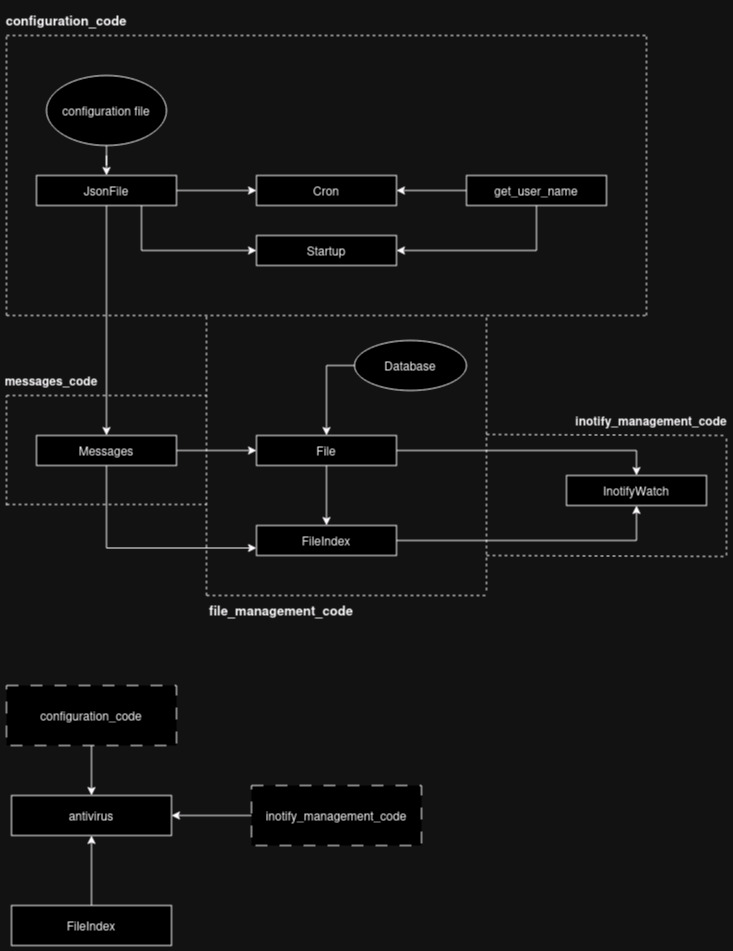 configuration_code
configuration file
JsonFile
Cron
get_user_name
Startup
Database
messages_code
inotify_management_code
Messages
File
InotifyWatch
FileIndex
file_management_code
configuration_code
antivirus
inotify_management_code
FileIndex